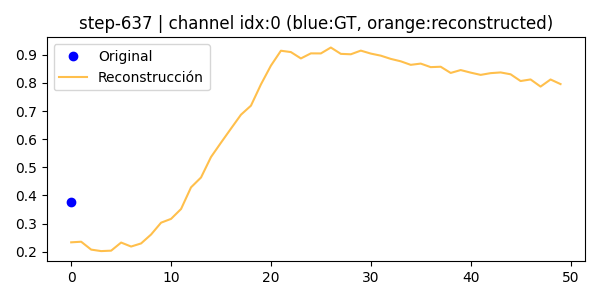 step-637 | channel idx:0 (blue:GT, orange:reconstructed)
Original
Reconstrucción
0.9
0.8
0.7
0.6
0.5
0.4
0.3
0.2
0 10 20 30 40 50